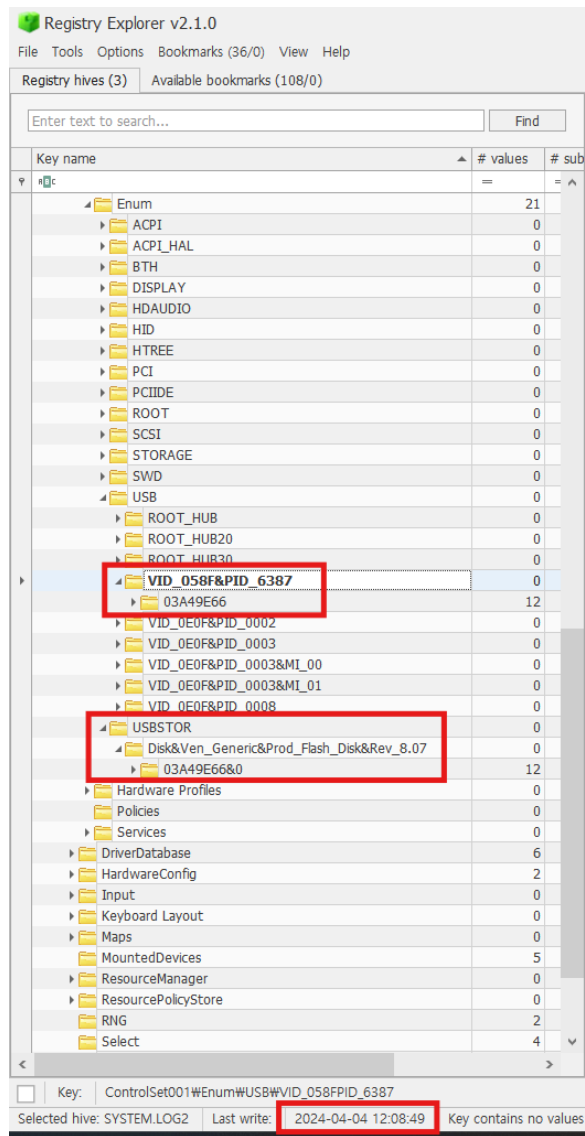 Registry Explorer v2.1.0
File Tools Options Bookmarks (36/0) View Help
Registry hives (3) Available bookmarks (108/0)
Enter text to search... Find
Key name # values # sub
= =
Enum 21
ACPI 0
ACPI_HAL 0
BTH 0
DISPLAY 0
HDAUDIO 0
HID 0
HTREE 0
PCI 0
PCIIDE 0
ROOT 0
SCSI 0
STORAGE 0
SWD 0
USB 0
ROOT_HUB 0
ROOT_HUB20 0
ROOT_HUB30 0
VID_058F&PID_6387 0
03A49E66 12
VID_0E0F&PID_0002 0
VID_0E0F&PID_0003 0
VID_0E0F&PID_0003&MI_00 0
VID_0E0F&PID_0003&MI_01 0
VID_0E0F&PID_0008 0
USBSTOR 0
Disk&Ven_Generic&Prod_Flash_Disk&Rev_8.07 0
03A49E66&0 12
Hardware Profiles 0
Policies 0
Services 0
DriverDatabase 6
HardwareConfig 2
Input 0
Keyboard Layout 0
Maps 0
MountedDevices 5
ResourceManager 0
ResourcePolicyStore 0
RNG 2
Select 4
Key: ControlSet001₩Enum₩USB₩VID_058FPID_6387
Selected hive: SYSTEM.LOG2 Last write: 2024-04-04 12:08:49 Key contains no values